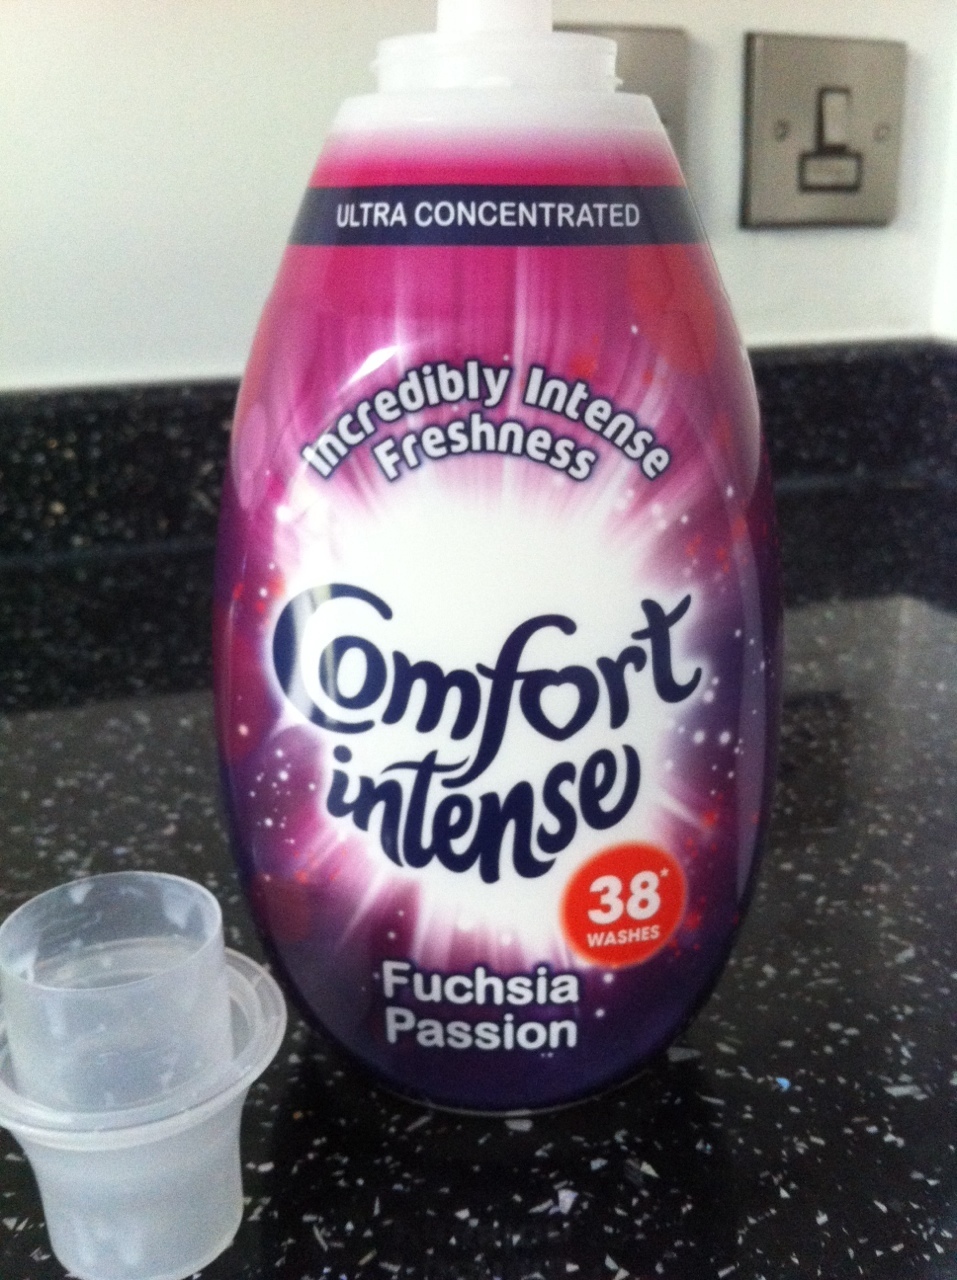 ULTRA CONCENTRATED
Incredibly Intense
Freshness
Comfort
intense
38*
WASHES
Fuchsia
Passion